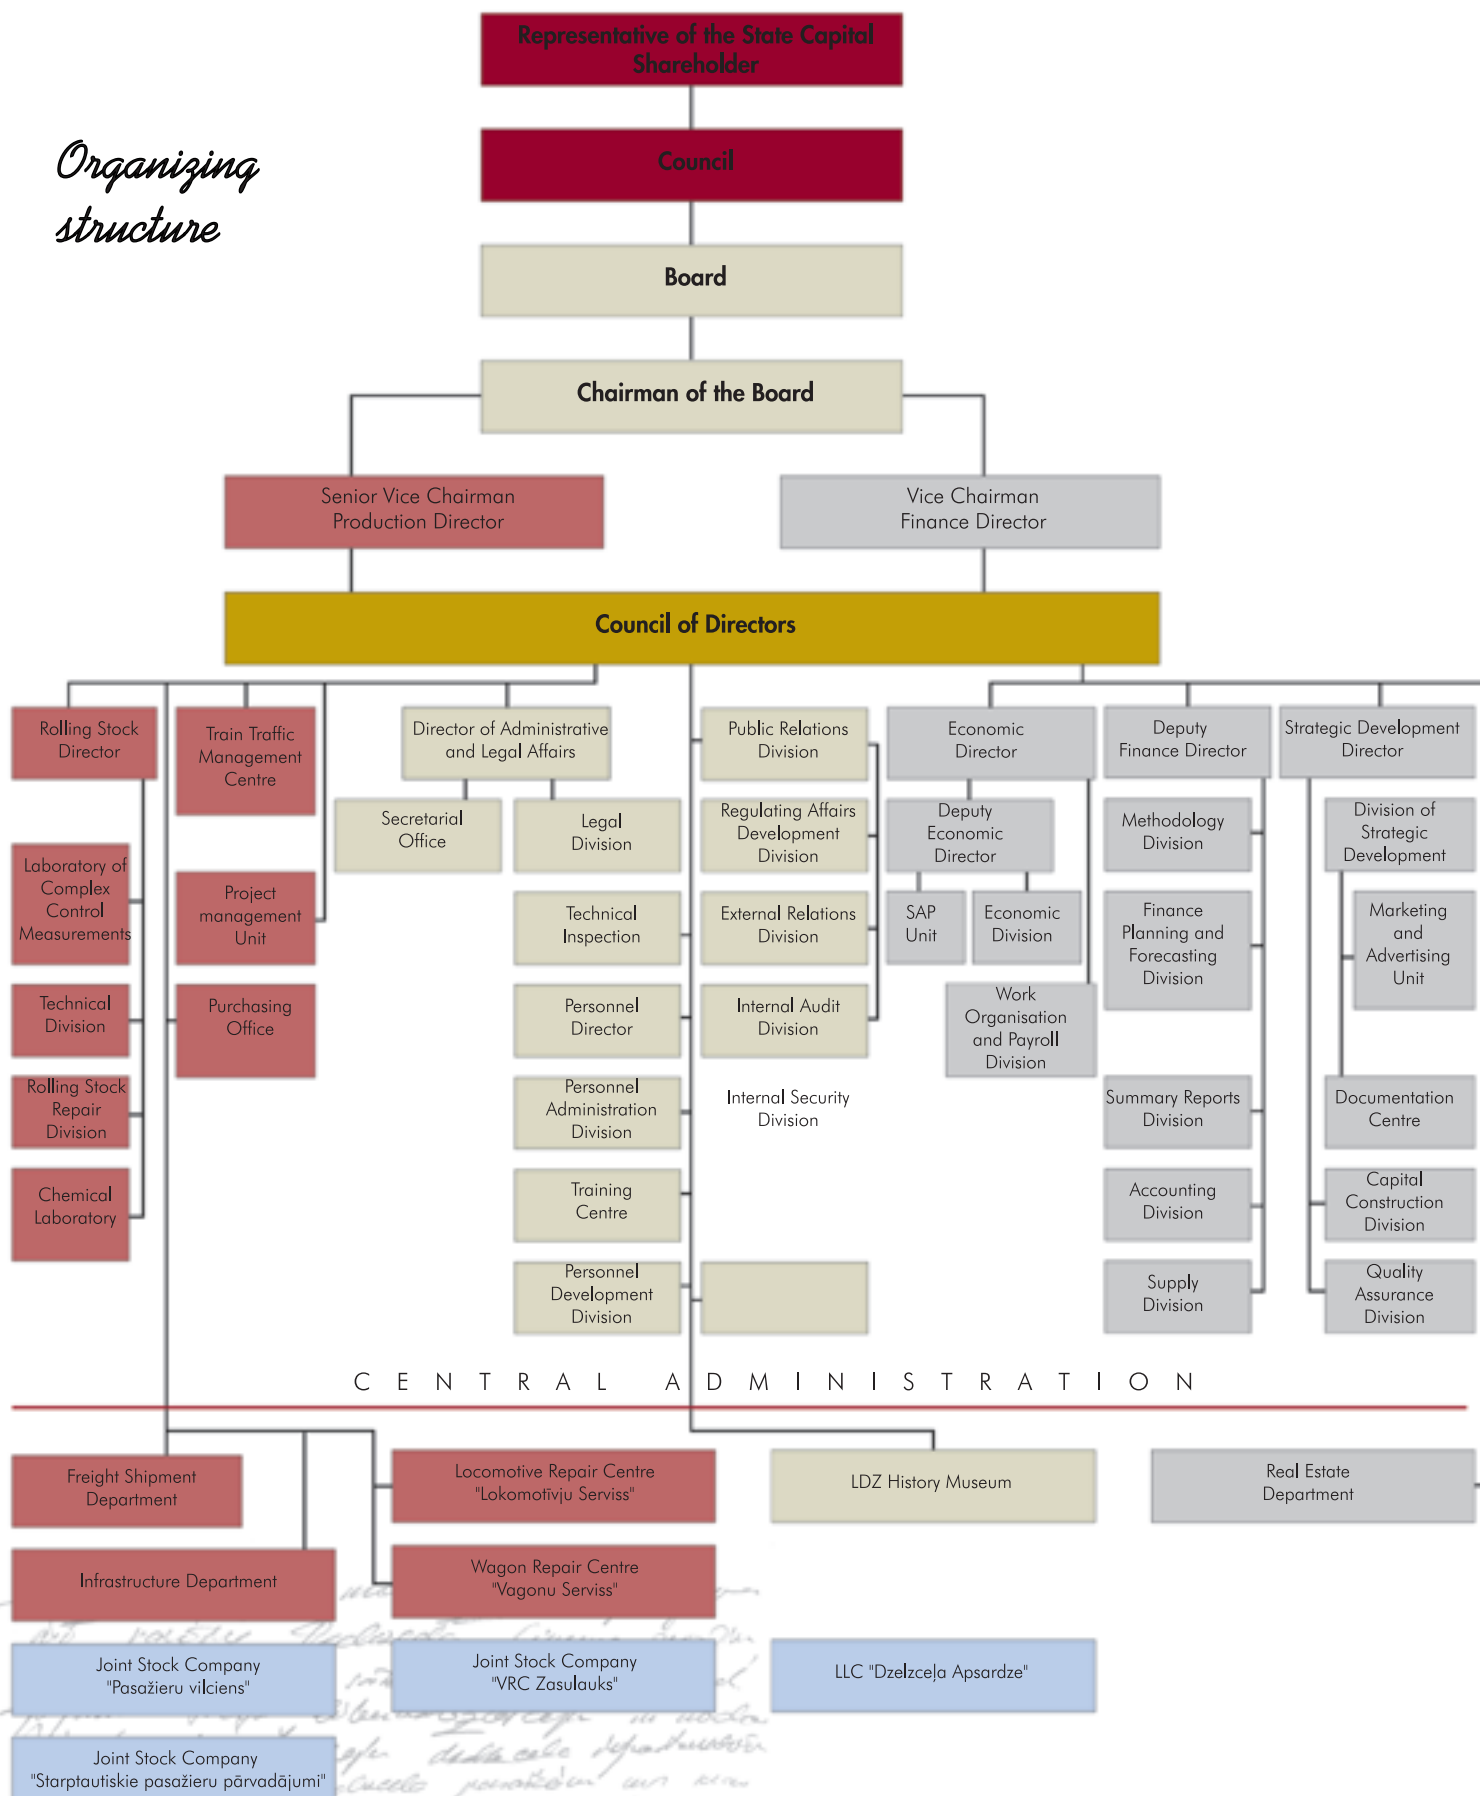 Representative of the State Capital
Shareholder
Organizing
structure
Council
Board
Chairman of the Board
Senior Vice Chairman
Production Director
Vice Chairman
Finance Director
Council of Directors
Rolling Stock
Director
Train Traffic
Management
Centre
Director of Administrative
and Legal Affairs
Public Relations
Division
Economic
Director
Deputy
Finance Director
Strategic Development
Director
Secretarial
Office
Legal
Division
Regulating Affairs
Development
Division
Deputy
Economic
Director
Methodology
Division
Division of
Strategic
Development
Laboratory of
Complex
Control
Measurements
Project
management
Unit
Technical
Inspection
External Relations
Division
SAP
Unit
Economic
Division
Finance
Planning and
Forecasting
Division
Marketing
and
Advertising
Unit
Technical
Division
Purchasing
Office
Personnel
Director
Internal Audit
Division
Work
Organisation
and Payroll
Division
Rolling Stock
Repair
Division
Personnel
Administration
Division
Internal Security
Division
Summary Reports
Division
Documentation
Centre
Chemical
Laboratory
Training
Centre
Accounting
Division
Capital
Construction
Division
Personnel
Development
Division
Supply
Division
Quality
Assurance
Division
CENTRAL ADMINISTRATION
Freight Shipment
Department
Locomotive Repair Centre
"Lokomotīvju Serviss"
LDZ History Museum
Real Estate
Department
Infrastructure Department
Wagon Repair Centre
"Vagonu Serviss"
Joint Stock Company
"Pasažieru vilciens"
Joint Stock Company
"VRC Zasulauks"
LLC "Dzelzceļa Apsardze"
Joint Stock Company
"Starptautiskie pasažieru pārvadājumi"